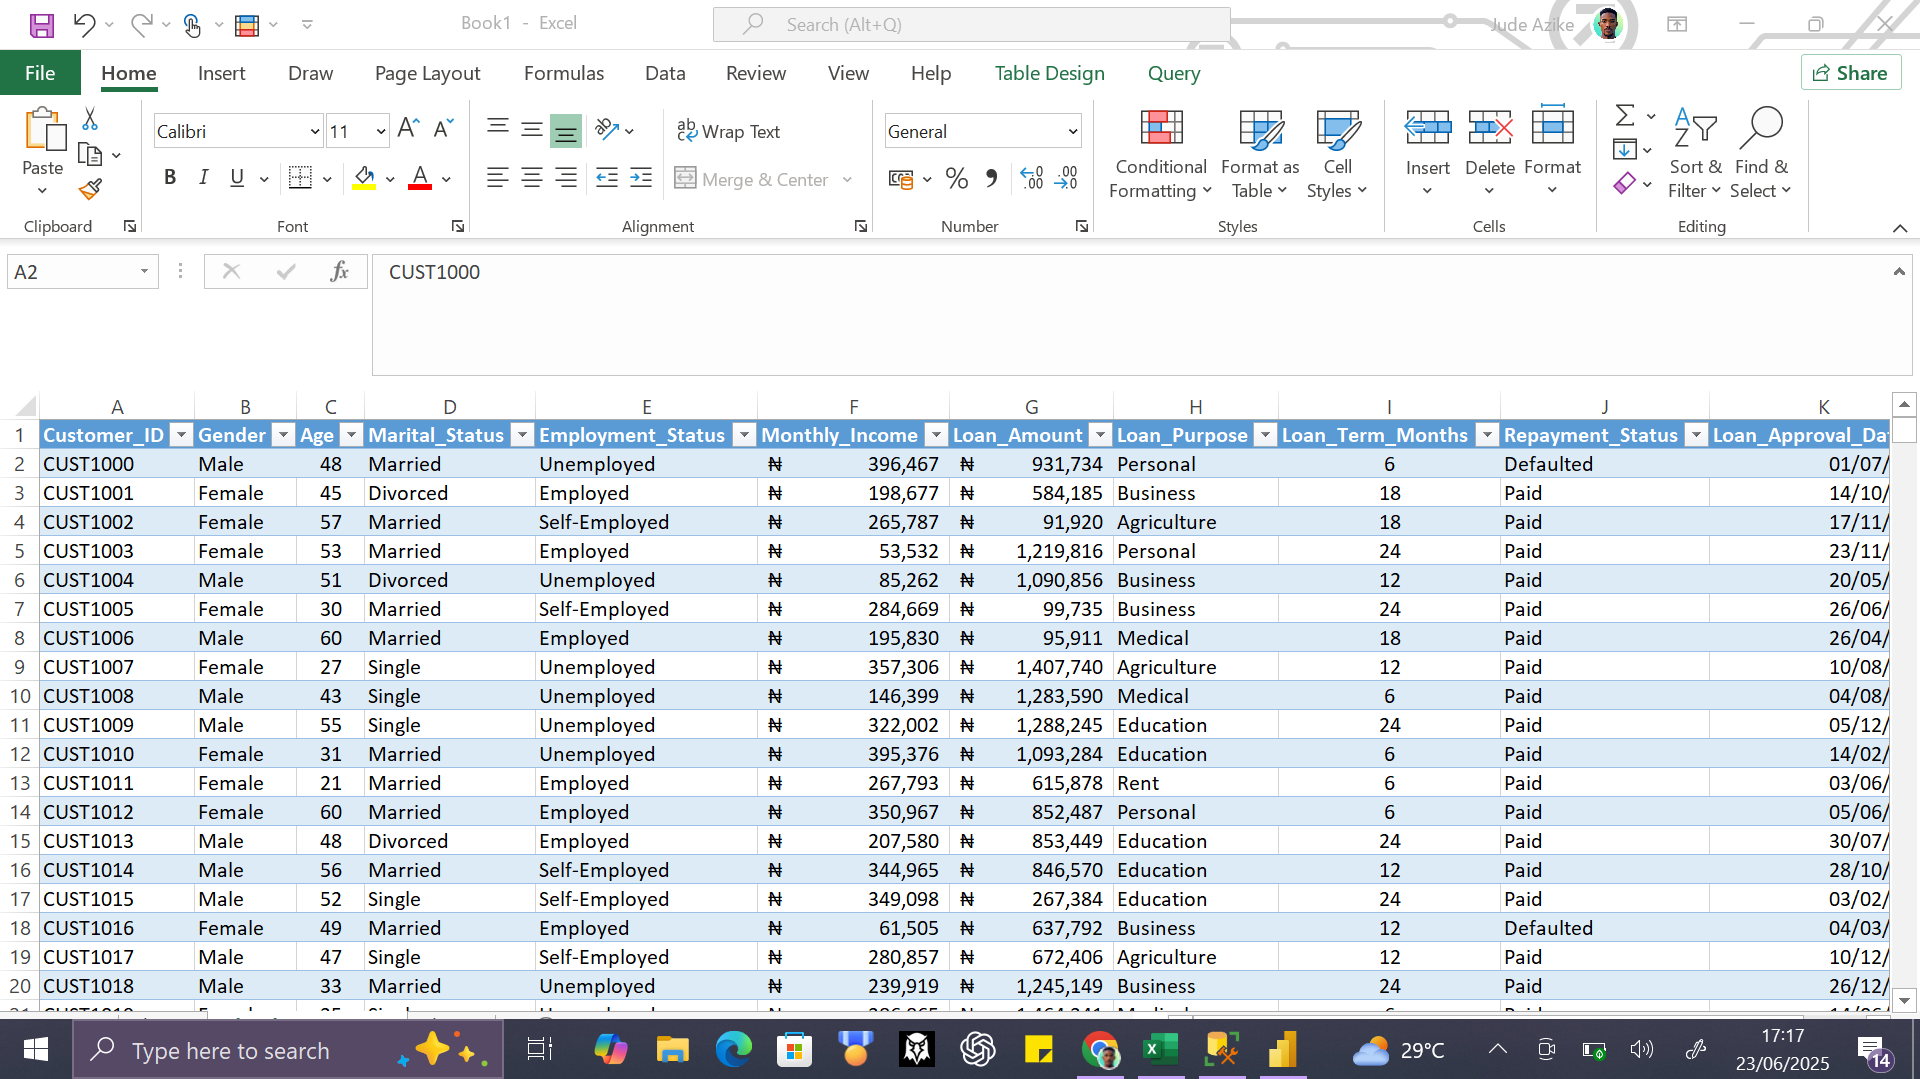 Book1 - Excel
Search (Alt+Q)
Jude Azike
File Home Insert Draw Page Layout Formulas Data Review View Help Table Design Query Share
Calibri 11 Wrap Text General
Paste Conditional Formatting Format as Table Cell Styles Insert Delete Format Sort & Filter Find & Select
B I U Merge & Center % .00
Clipboard Font Alignment Number Styles Cells Editing
A2 fx CUST1000
A B C D E F G H I J K
1 Customer_ID Gender Age Marital_Status Employment_Status Monthly_Income Loan_Amount Loan_Purpose Loan_Term_Months Repayment_Status Loan_Approval_Da
2 CUST1000 Male 48 Married Unemployed ₦ 396,467 ₦ 931,734 Personal 6 Defaulted 01/07/
3 CUST1001 Female 45 Divorced Employed ₦ 198,677 ₦ 584,185 Business 18 Paid 14/10/
4 CUST1002 Female 57 Married Self-Employed ₦ 265,787 ₦ 91,920 Agriculture 18 Paid 17/11/
5 CUST1003 Female 53 Married Employed ₦ 53,532 ₦ 1,219,816 Personal 24 Paid 23/11/
6 CUST1004 Male 51 Divorced Unemployed ₦ 85,262 ₦ 1,090,856 Business 12 Paid 20/05/
7 CUST1005 Female 30 Married Self-Employed ₦ 284,669 ₦ 99,735 Business 24 Paid 26/06/
8 CUST1006 Male 60 Married Employed ₦ 195,830 ₦ 95,911 Medical 18 Paid 26/04/
9 CUST1007 Female 27 Single Unemployed ₦ 357,306 ₦ 1,407,740 Agriculture 12 Paid 10/08/
10 CUST1008 Male 43 Single Unemployed ₦ 146,399 ₦ 1,283,590 Medical 6 Paid 04/08/
11 CUST1009 Male 55 Single Unemployed ₦ 322,002 ₦ 1,288,245 Education 24 Paid 05/12/
12 CUST1010 Female 31 Married Unemployed ₦ 395,376 ₦ 1,093,284 Education 6 Paid 14/02/
13 CUST1011 Female 21 Married Employed ₦ 267,793 ₦ 615,878 Rent 6 Paid 03/06/
14 CUST1012 Female 60 Married Employed ₦ 350,967 ₦ 852,487 Personal 6 Paid 05/06/
15 CUST1013 Male 48 Divorced Employed ₦ 207,580 ₦ 853,449 Education 24 Paid 30/07/
16 CUST1014 Male 56 Married Self-Employed ₦ 344,965 ₦ 846,570 Education 12 Paid 28/10/
17 CUST1015 Male 52 Single Self-Employed ₦ 349,098 ₦ 267,384 Education 24 Paid 03/02/
18 CUST1016 Female 49 Married Employed ₦ 61,505 ₦ 637,792 Business 12 Defaulted 04/03/
19 CUST1017 Male 47 Single Self-Employed ₦ 280,857 ₦ 672,406 Agriculture 12 Paid 10/12/
20 CUST1018 Male 33 Married Unemployed ₦ 239,919 ₦ 1,245,149 Business 24 Paid 26/12/
Type here to search 29°C 17:17
23/06/2025 14